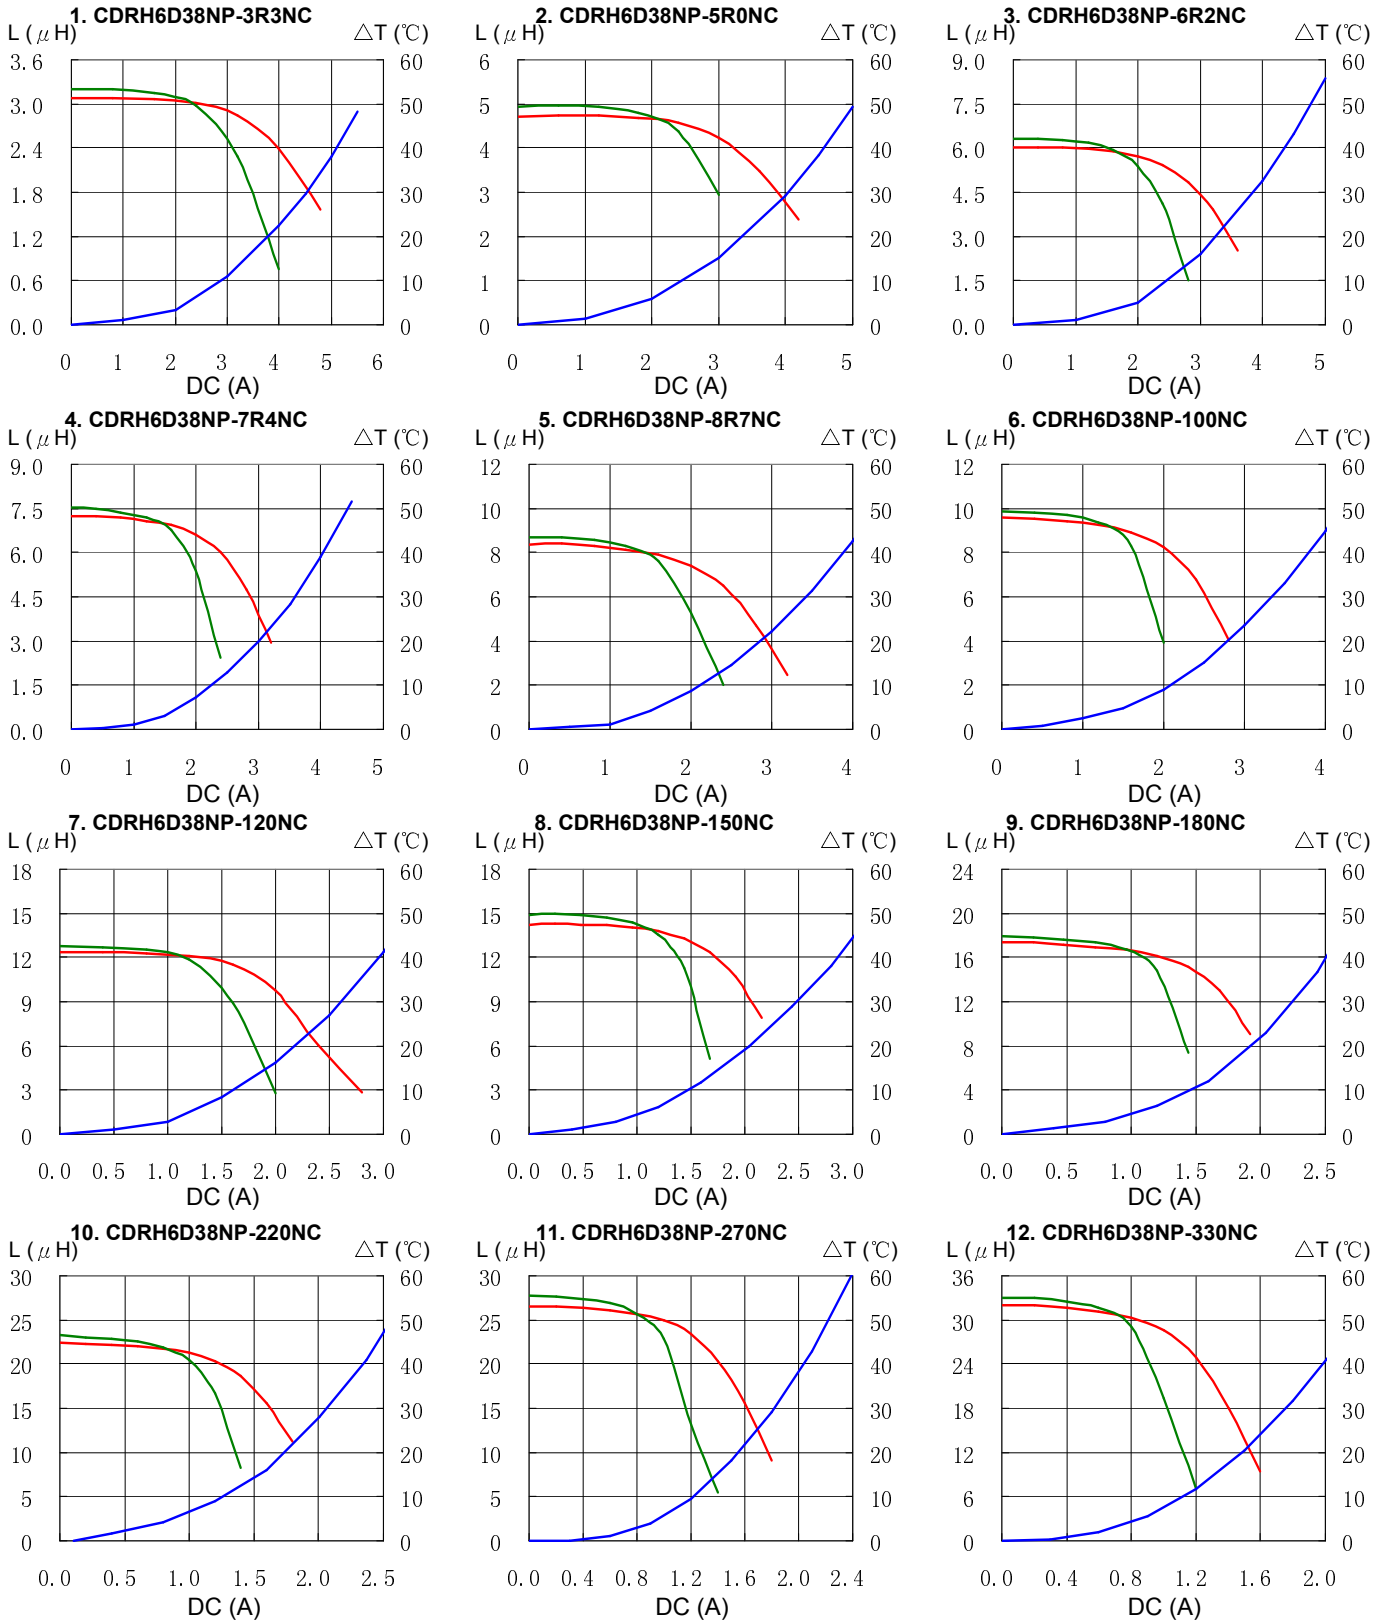 1. CDRH6D38NP-3R3NC
L (μH) △T (℃)
3.6 60
3.0 50
2.4 40
1.8 30
1.2 20
0.6 10
0.0 0
0 1 2 3 4 5 6
DC (A)
2. CDRH6D38NP-5R0NC
L (μH) △T (℃)
6 60
5 50
4 40
3 30
2 20
1 10
0 0
0 1 2 3 4 5
DC (A)
3. CDRH6D38NP-6R2NC
L (μH) △T (℃)
9.0 60
7.5 50
6.0 40
4.5 30
3.0 20
1.5 10
0.0 0
0 1 2 3 4 5
DC (A)
4. CDRH6D38NP-7R4NC
L (μH) △T (℃)
9.0 60
7.5 50
6.0 40
4.5 30
3.0 20
1.5 10
0.0 0
0 1 2 3 4 5
DC (A)
5. CDRH6D38NP-8R7NC
L (μH) △T (℃)
12 60
10 50
8 40
6 30
4 20
2 10
0 0
0 1 2 3 4
DC (A)
6. CDRH6D38NP-100NC
L (μH) △T (℃)
12 60
10 50
8 40
6 30
4 20
2 10
0 0
0 1 2 3 4
DC (A)
7. CDRH6D38NP-120NC
L (μH) △T (℃)
18 60
15 50
12 40
9 30
6 20
3 10
0 0
0.0 0.5 1.0 1.5 2.0 2.5 3.0
DC (A)
8. CDRH6D38NP-150NC
L (μH) △T (℃)
18 60
15 50
12 40
9 30
6 20
3 10
0 0
0.0 0.5 1.0 1.5 2.0 2.5 3.0
DC (A)
9. CDRH6D38NP-180NC
L (μH) △T (℃)
24 60
20 50
16 40
12 30
8 20
4 10
0 0
0.0 0.5 1.0 1.5 2.0 2.5
DC (A)
10. CDRH6D38NP-220NC
L (μH) △T (℃)
30 60
25 50
20 40
15 30
10 20
5 10
0 0
0.0 0.5 1.0 1.5 2.0 2.5
DC (A)
11. CDRH6D38NP-270NC
L (μH) △T (℃)
30 60
25 50
20 40
15 30
10 20
5 10
0 0
0.0 0.4 0.8 1.2 1.6 2.0 2.4
DC (A)
12. CDRH6D38NP-330NC
L (μH) △T (℃)
36 60
30 50
24 40
18 30
12 20
6 10
0 0
0.0 0.4 0.8 1.2 1.6 2.0
DC (A)